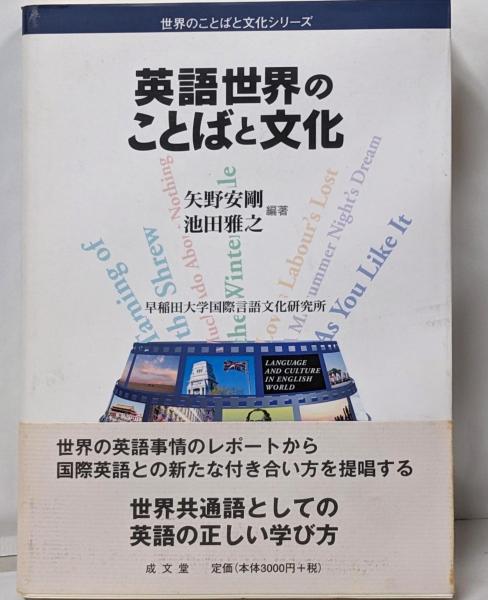 世界のことばと文化シリーズ
英語世界の
ことばと文化
矢野安剛
池田雅之
編著
Taming of
the Shrew
Much Ado About Nothing
the Winter
Love's Labour's Lost
A Midsummer Night's Dream
As You Like It
早稲田大学国際言語文化研究所
LANGUAGE
AND CULTURE
IN ENGLISH
WORLD
世界の英語事情のレポートから
国際英語との新たな付き合い方を提唱する
世界共通語としての
英語の正しい学び方
成文堂 定価(本体3000円+税)